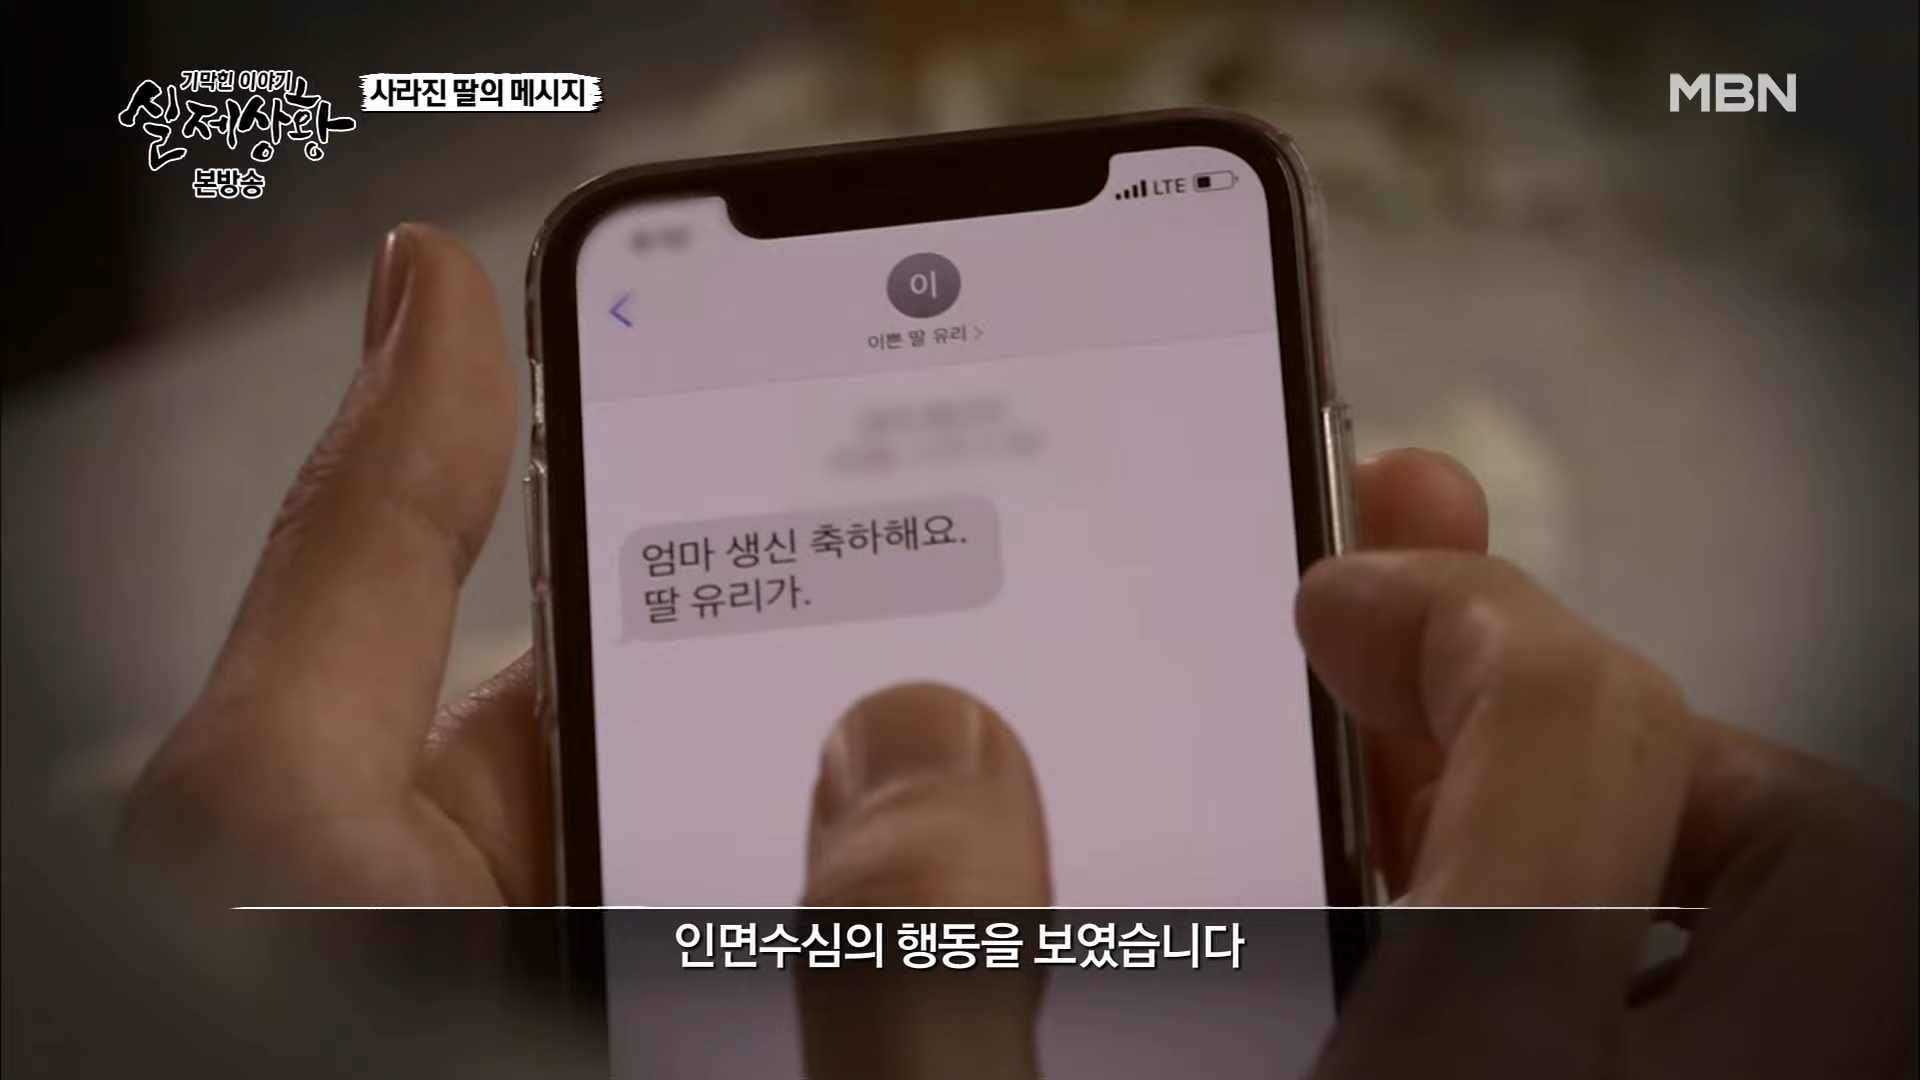 기막힌 이야기
실제상황
본방송
사라진 딸의 메시지
MBN
LTE
이
이쁜 딸 유리
엄마 생신 축하해요.
딸 유리가.
인면수심의 행동을 보였습니다